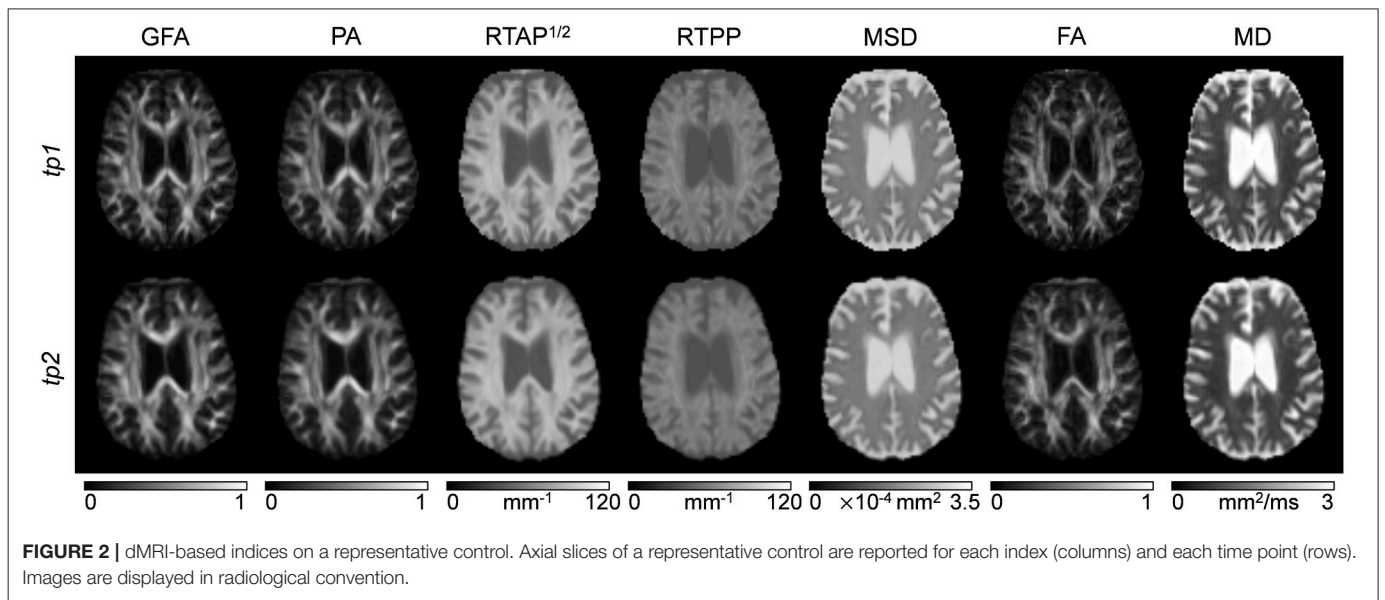 GFA PA RTAP1/2 RTPP MSD FA MD
tp1
tp2
0 1 0 1 0 mm-1 120 0 mm-1 120 0 ×10-4 mm2 3.5 0 1 0 mm2/ms 3
FIGURE 2 | dMRI-based indices on a representative control. Axial slices of a representative control are reported for each index (columns) and each time point (rows).
Images are displayed in radiological convention.